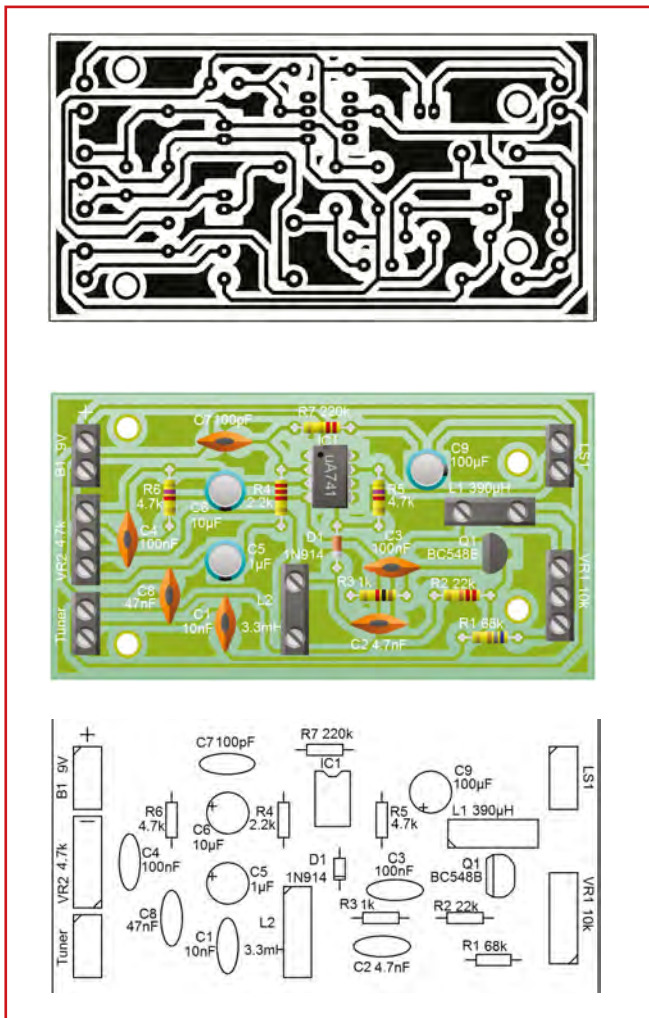 +
B1 9V
C7 100pF
R7 220k
IC1
µA741
C9
100µF
LS1
L1 390µH
R6
4.7k
C6
10µF
R4
2.2k
R5
4.7k
VR2 4.7k
C4
100nF
C5
1µF
D1
1N914
C3
100nF
Q1
BC548B
C8
47nF
C1
10nF
L2
3.3mH
R3 1k
R2 22k
VR1 10k
Tuner
C2 4.7nF
R1 68k
+
B1 9V
C7 100pF
R7 220k
IC1
C9
100µF
LS1
R6
4.7k
C6
10µF
R4
2.2k
R5
4.7k
L1 390µH
VR2 4.7k
C4
100nF
C5
1µF
D1
1N914
C3
100nF
Q1
BC548B
C8
47nF
C1
10nF
L2
3.3mH
R3 1k
R2 22k
VR1 10k
Tuner
C2 4.7nF
R1 68k